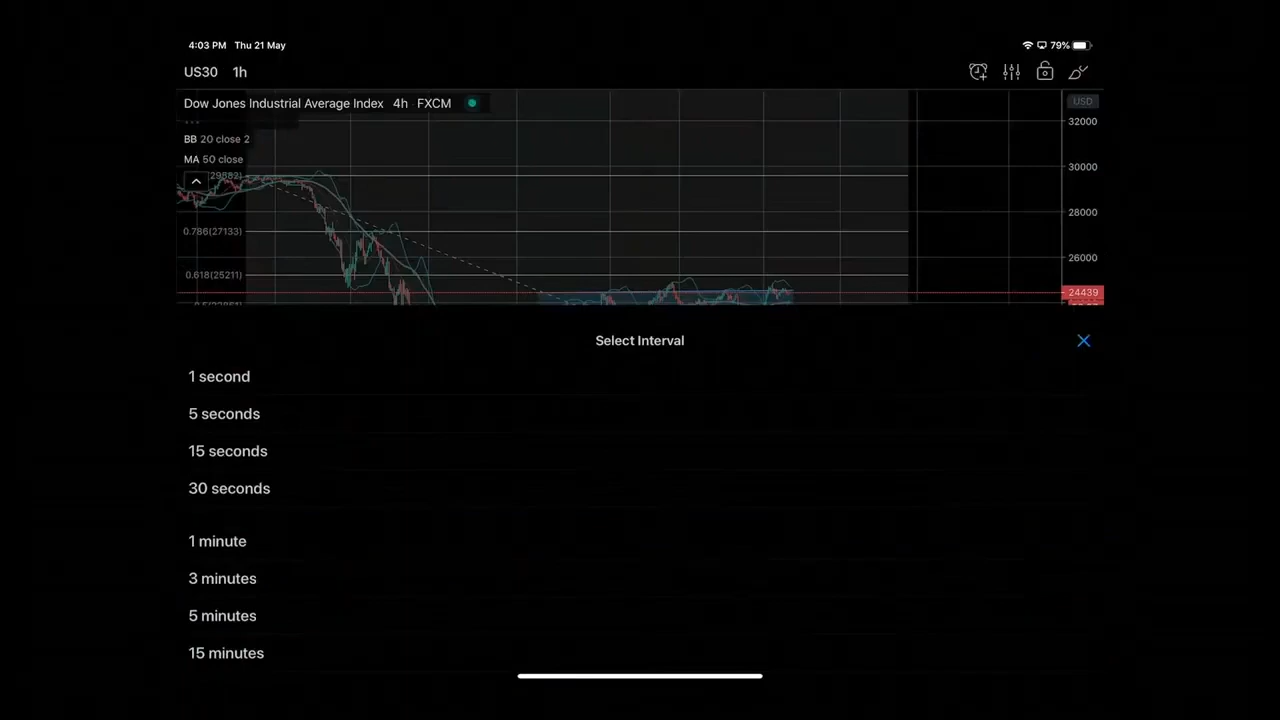 4:03 PM Thu 21 May
79%
US30 1h
Dow Jones Industrial Average Index 4h FXCM
USD
32000
BB 20 close 2
MA 50 close
30000
(29882)
28000
0.786(27133)
26000
0.618(25211)
24439
Select Interval
1 second
5 seconds
15 seconds
30 seconds
1 minute
3 minutes
5 minutes
15 minutes